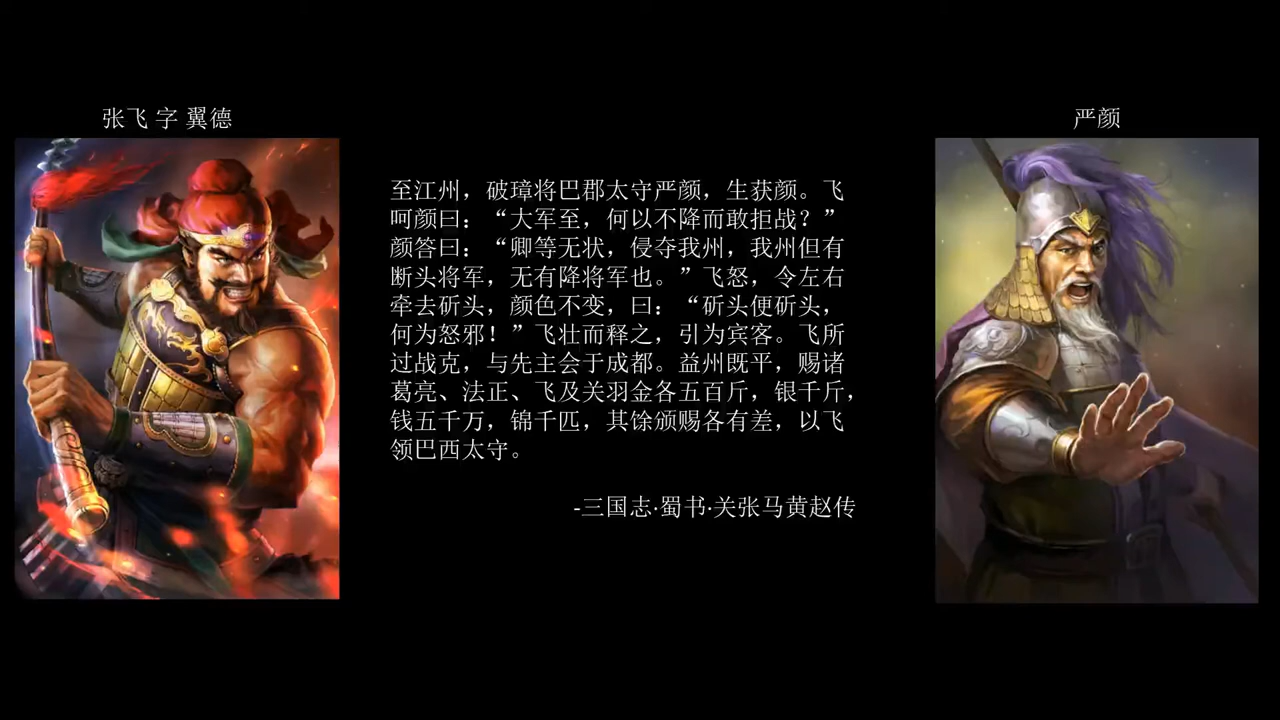 张飞 字 翼德
严颜
至江州，破璋将巴郡太守严颜，生获颜。飞
呵颜曰：“大军至，何以不降而敢拒战？”
颜答曰：“卿等无状，侵夺我州，我州但有
断头将军，无有降将军也。”飞怒，令左右
牵去斫头，颜色不变，曰：“斫头便斫头，
何为怒邪！”飞壮而释之，引为宾客。飞所
过战克，与先主会于成都。益州既平，赐诸
葛亮、法正、飞及关羽金各五百斤，银千斤，
钱五千万，锦千匹，其馀颁赐各有差，以飞
领巴西太守。
-三国志·蜀书·关张马黄赵传